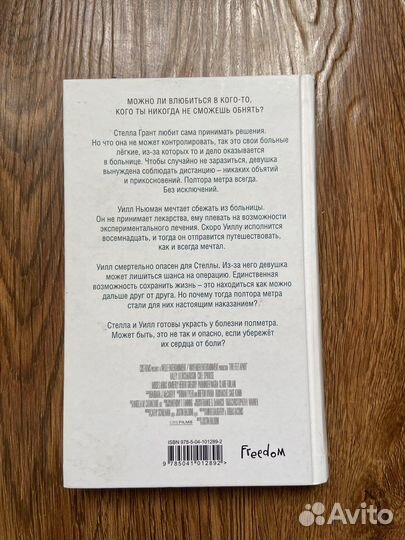 МОЖНО ЛИ ВЛЮБИТЬСЯ В КОГО-ТО,
КОГО ТЫ НИКОГДА НЕ СМОЖЕШЬ ОБНЯТЬ?
Стелла Грант любит сама принимать решения.
Но что она не может контролировать, так это свои больные
лёгкие, из-за которых то и дело оказывается
в больнице. Чтобы случайно не заразиться, девушка
вынуждена соблюдать дистанцию – никаких объятий
и прикосновений. Полтора метра всегда.
Без исключений.
Уилл Ньюман мечтает сбежать из больницы.
Он не принимает лекарства, ему плевать на возможности
экспериментального лечения. Скоро Уиллу исполнится
восемнадцать, и тогда он отправится путешествовать,
как и всегда мечтал.
Уилл смертельно опасен для Стеллы. Из-за него девушка
может лишиться шанса на операцию. Единственная
возможность сохранить жизнь – это находиться как можно
дальше друг от друга. Но почему тогда полтора метра
стали для них настоящим наказанием?
Стелла и Уилл готовы украсть у болезни полметра.
Может быть, это не так и опасно, если убережёт
их сердца от боли?
CBS FILMS
ISBN 978-5-04-101289-2
9 785041 012892 >
Freedom
Avito